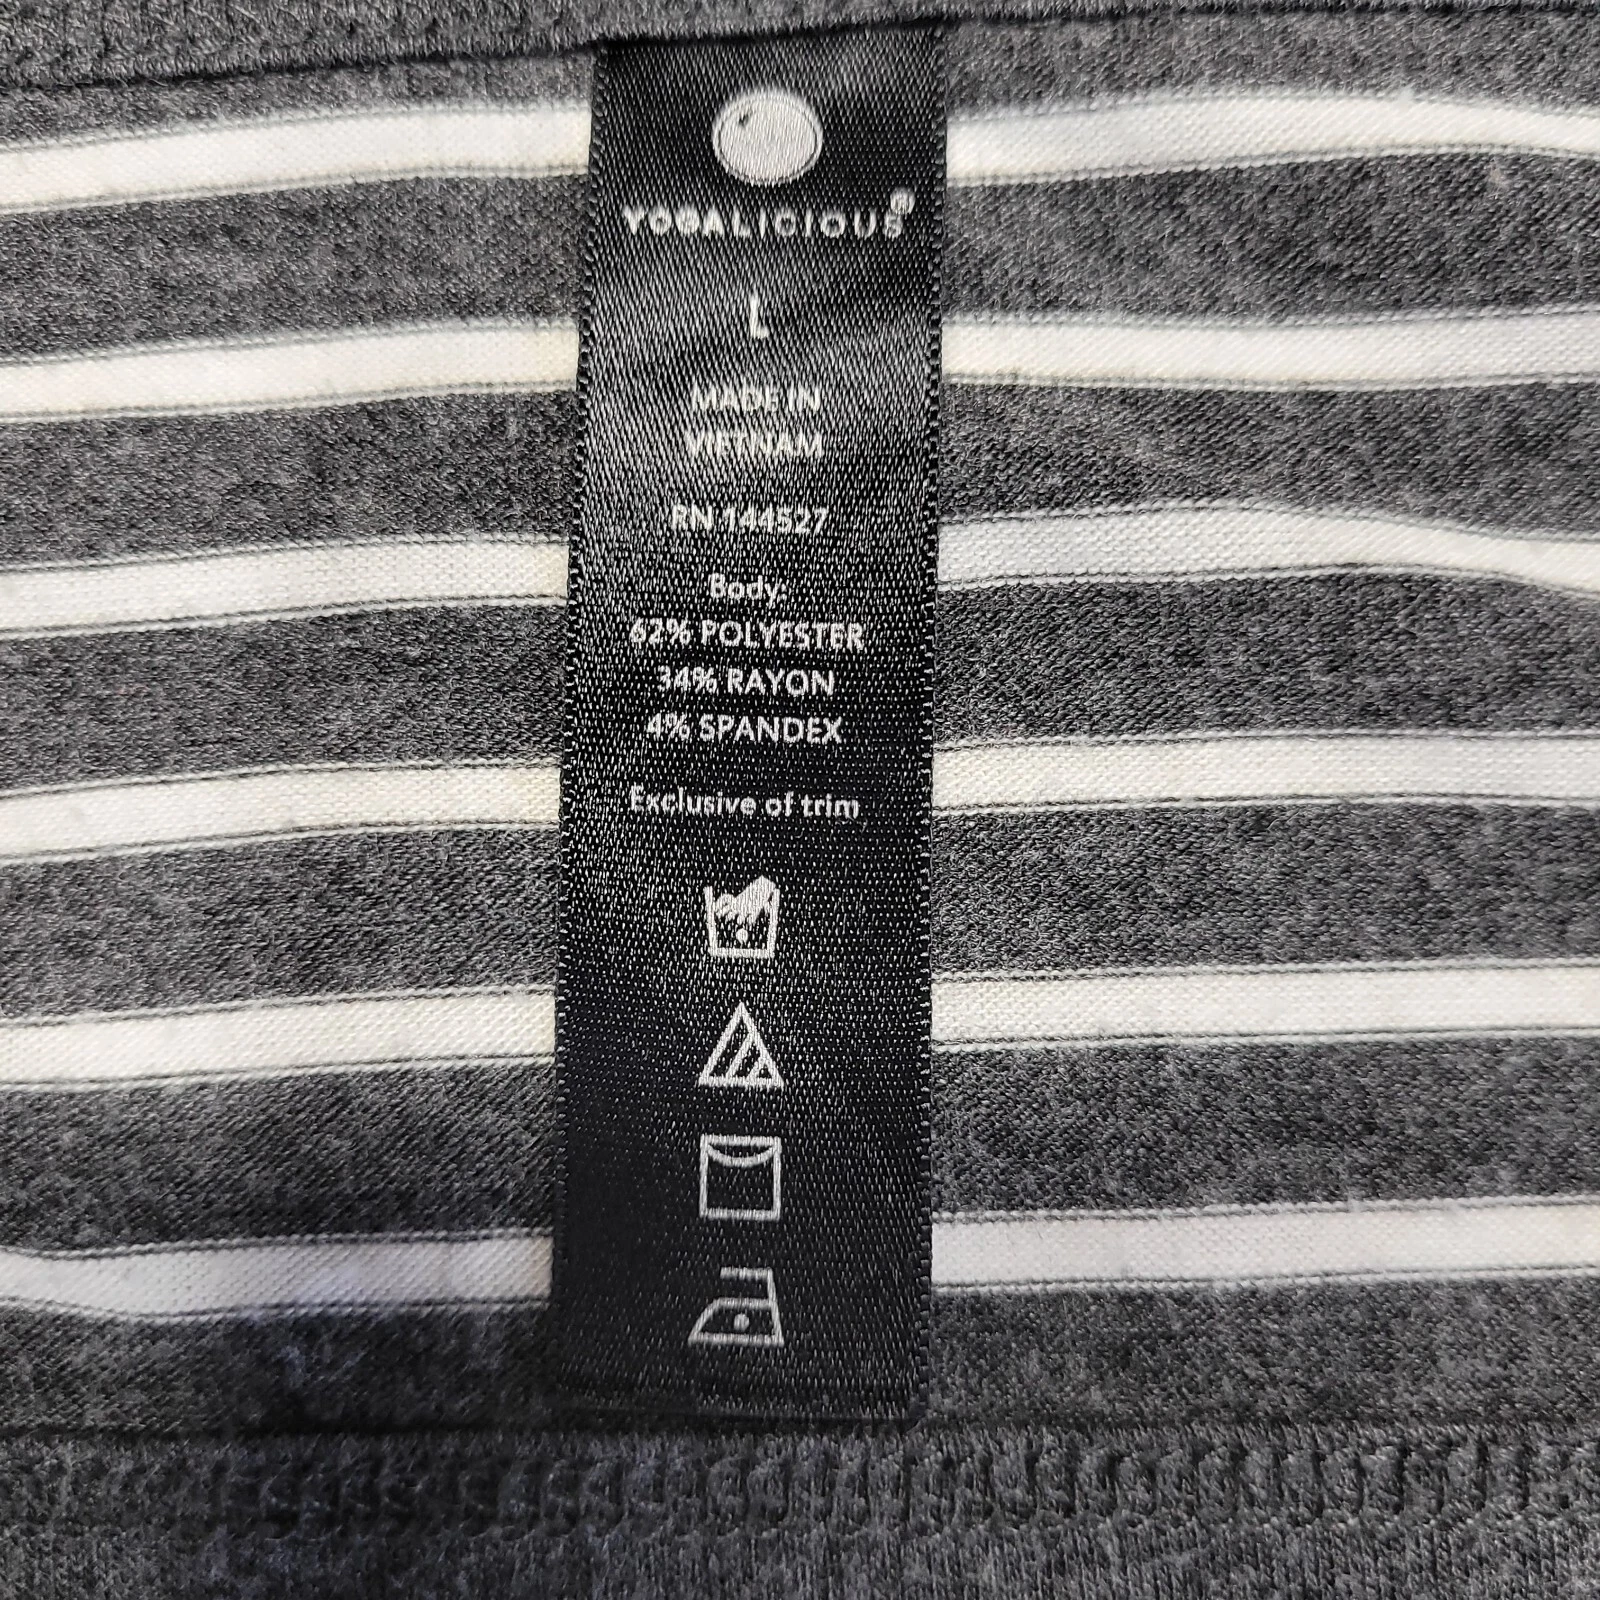 YOGALICIOUS®
L
MADE IN
VIETNAM
RN 144527
Body:
62% POLYESTER
34% RAYON
4% SPANDEX
Exclusive of trim